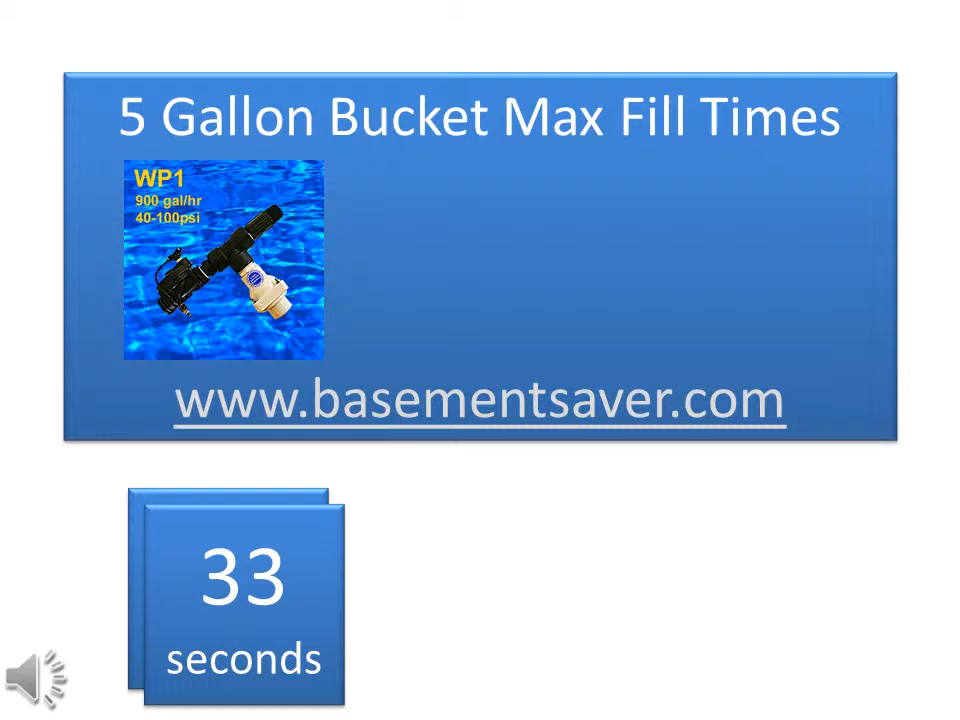 5 Gallon Bucket Max Fill Times
WP1
900 gal/hr
40-100psi
www.basementsaver.com
33
seconds